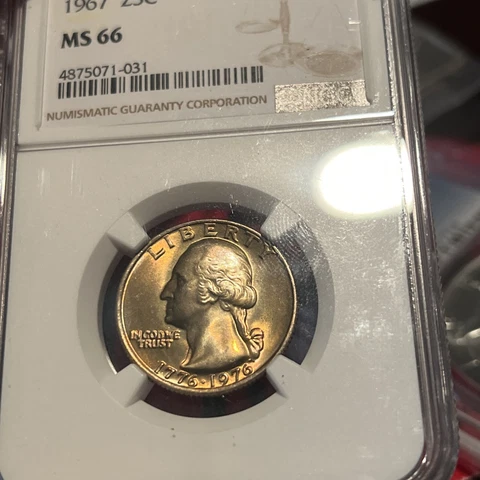 1967 25C
MS 66
4875071-031
NUMISMATIC GUARANTY CORPORATION
LIBERTY
IN GOD WE
TRUST
1776•1976